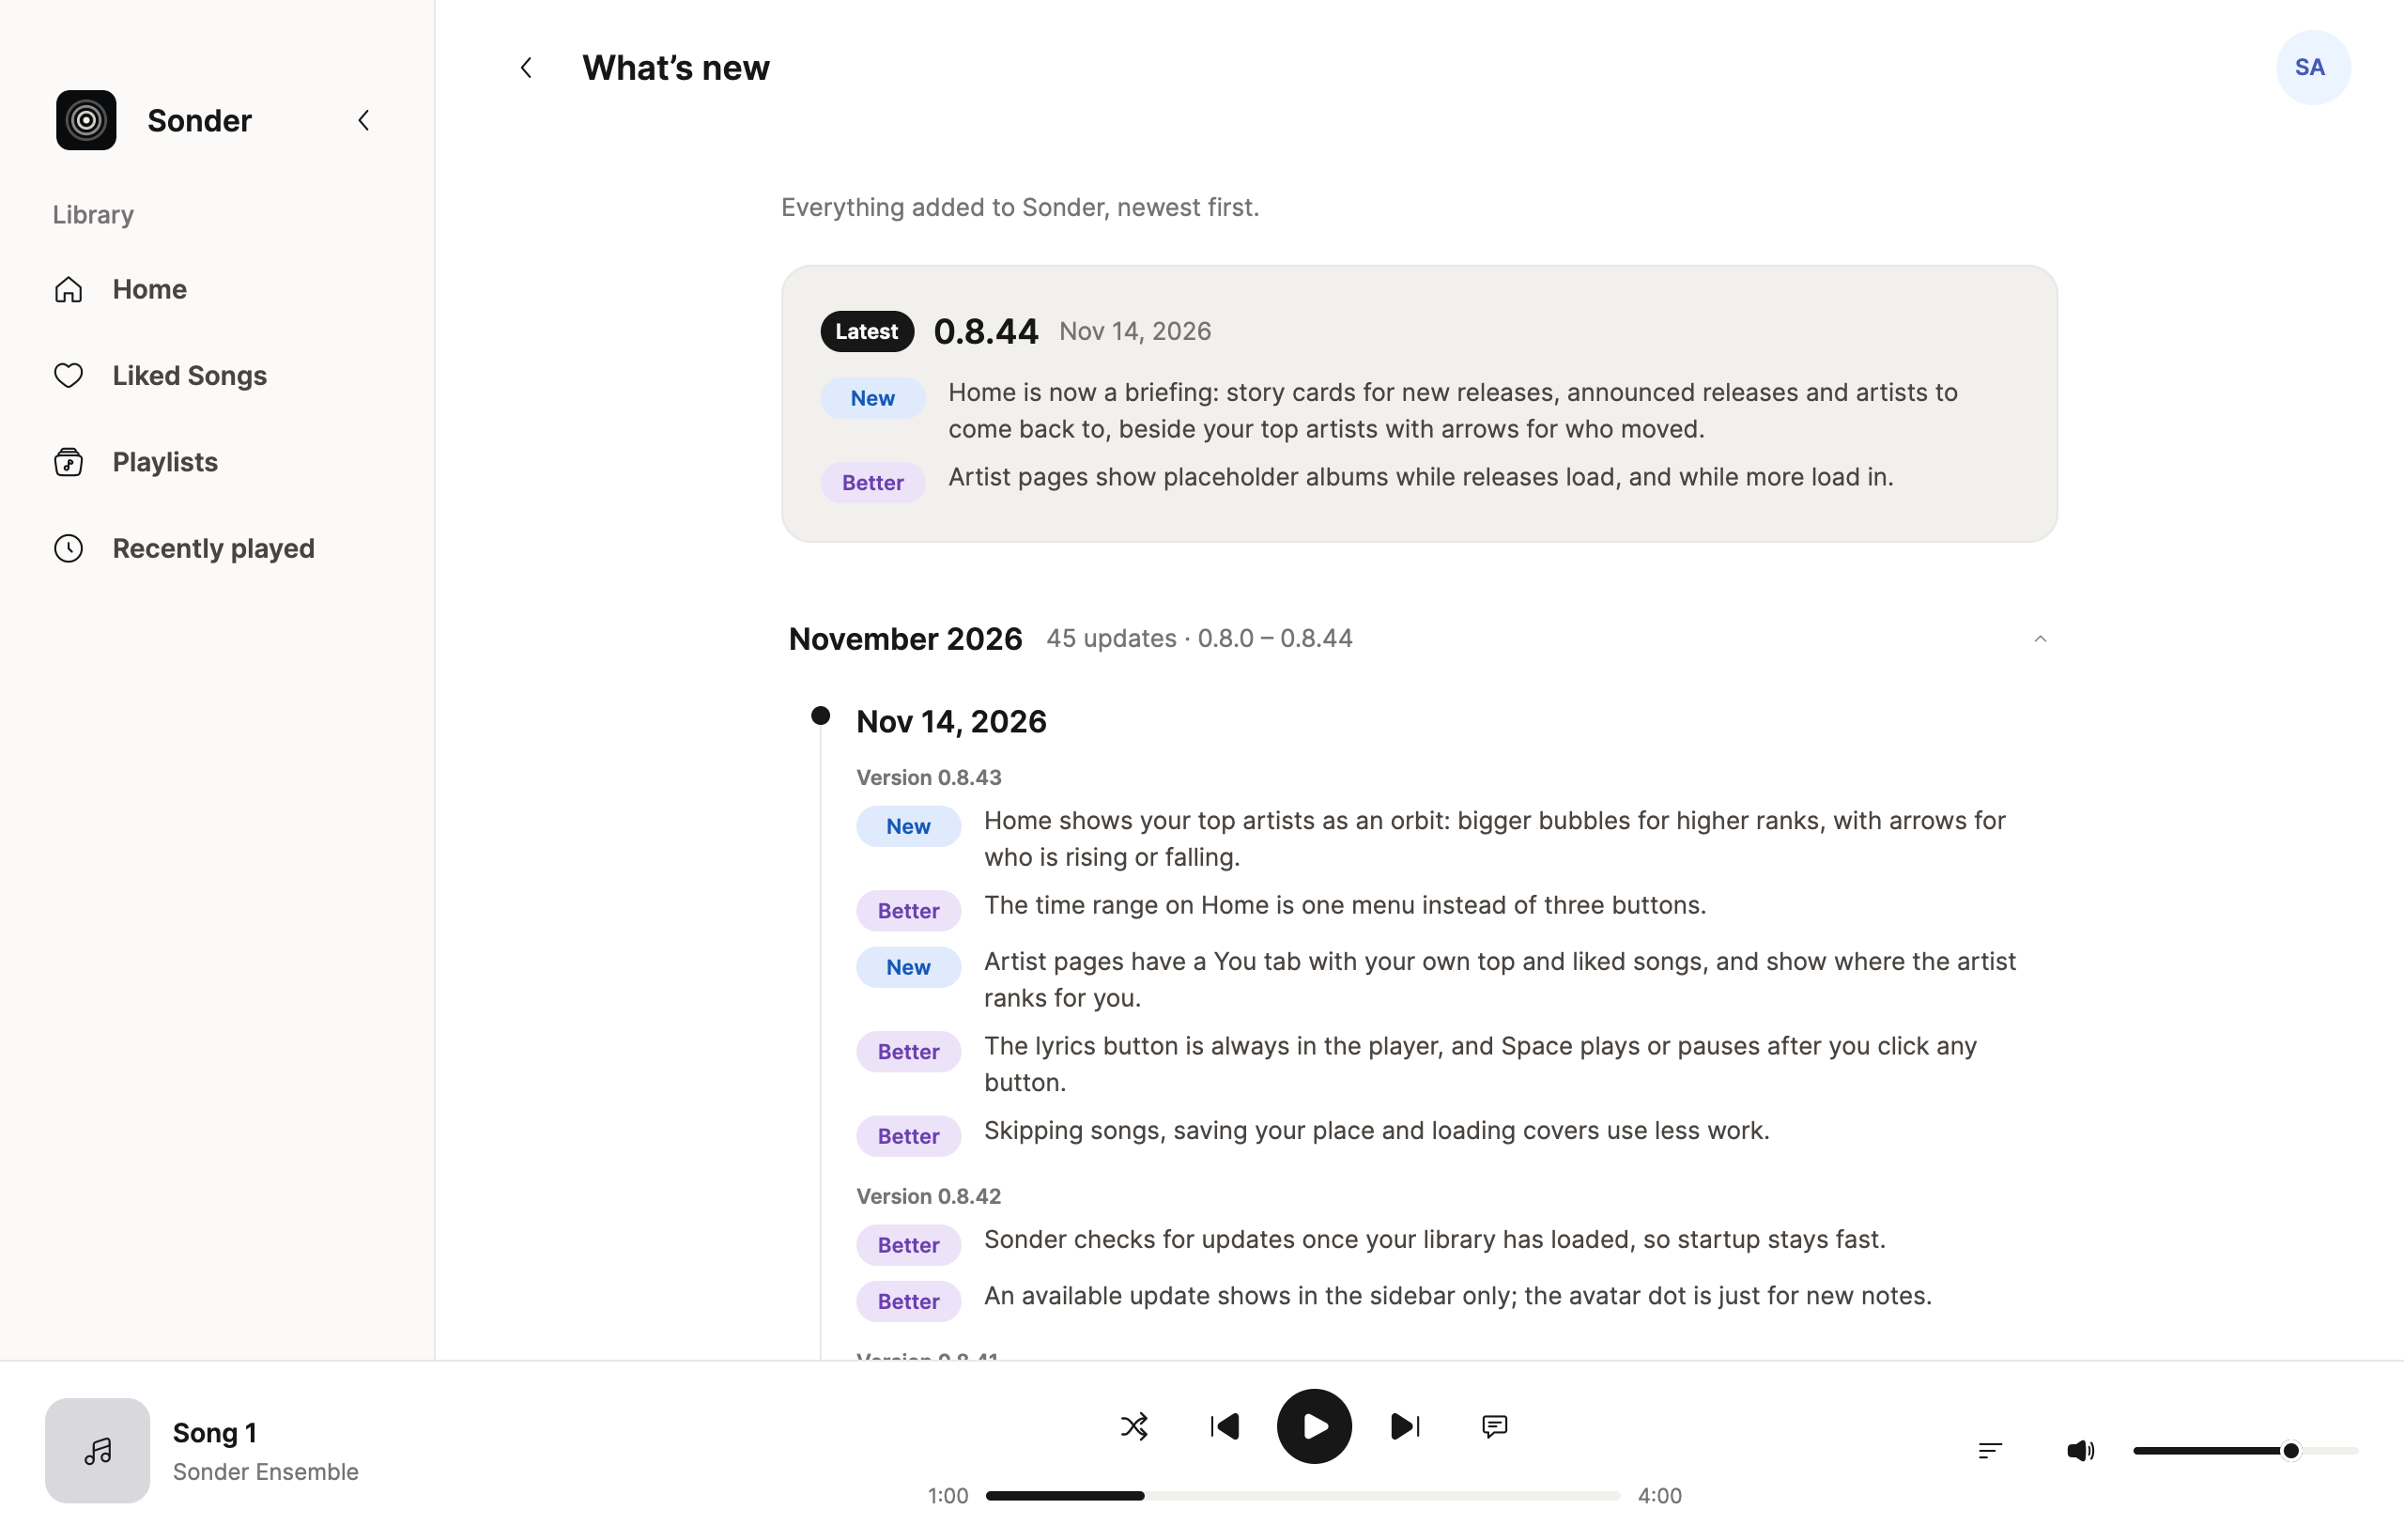 Sonder
Library
Home
Liked Songs
Playlists
Recently played
What’s new
SA
Everything added to Sonder, newest first.
Latest 0.8.44 Nov 14, 2026
New Home is now a briefing: story cards for new releases, announced releases and artists to
come back to, beside your top artists with arrows for who moved.
Better Artist pages show placeholder albums while releases load, and while more load in.
November 2026 45 updates · 0.8.0 – 0.8.44
Nov 14, 2026
Version 0.8.43
New Home shows your top artists as an orbit: bigger bubbles for higher ranks, with arrows for
who is rising or falling.
Better The time range on Home is one menu instead of three buttons.
New Artist pages have a You tab with your own top and liked songs, and show where the artist
ranks for you.
Better The lyrics button is always in the player, and Space plays or pauses after you click any
button.
Better Skipping songs, saving your place and loading covers use less work.
Version 0.8.42
Better Sonder checks for updates once your library has loaded, so startup stays fast.
Better An available update shows in the sidebar only; the avatar dot is just for new notes.
Version 0.8.41
Song 1
Sonder Ensemble
1:00
4:00